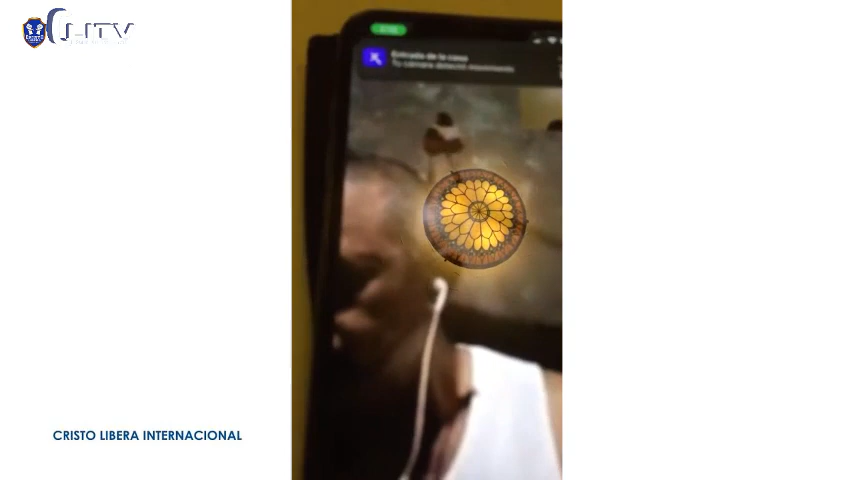 CLITV
Entrada de la casa
Tu cámara detectó movimiento
CRISTO LIBERA INTERNACIONAL